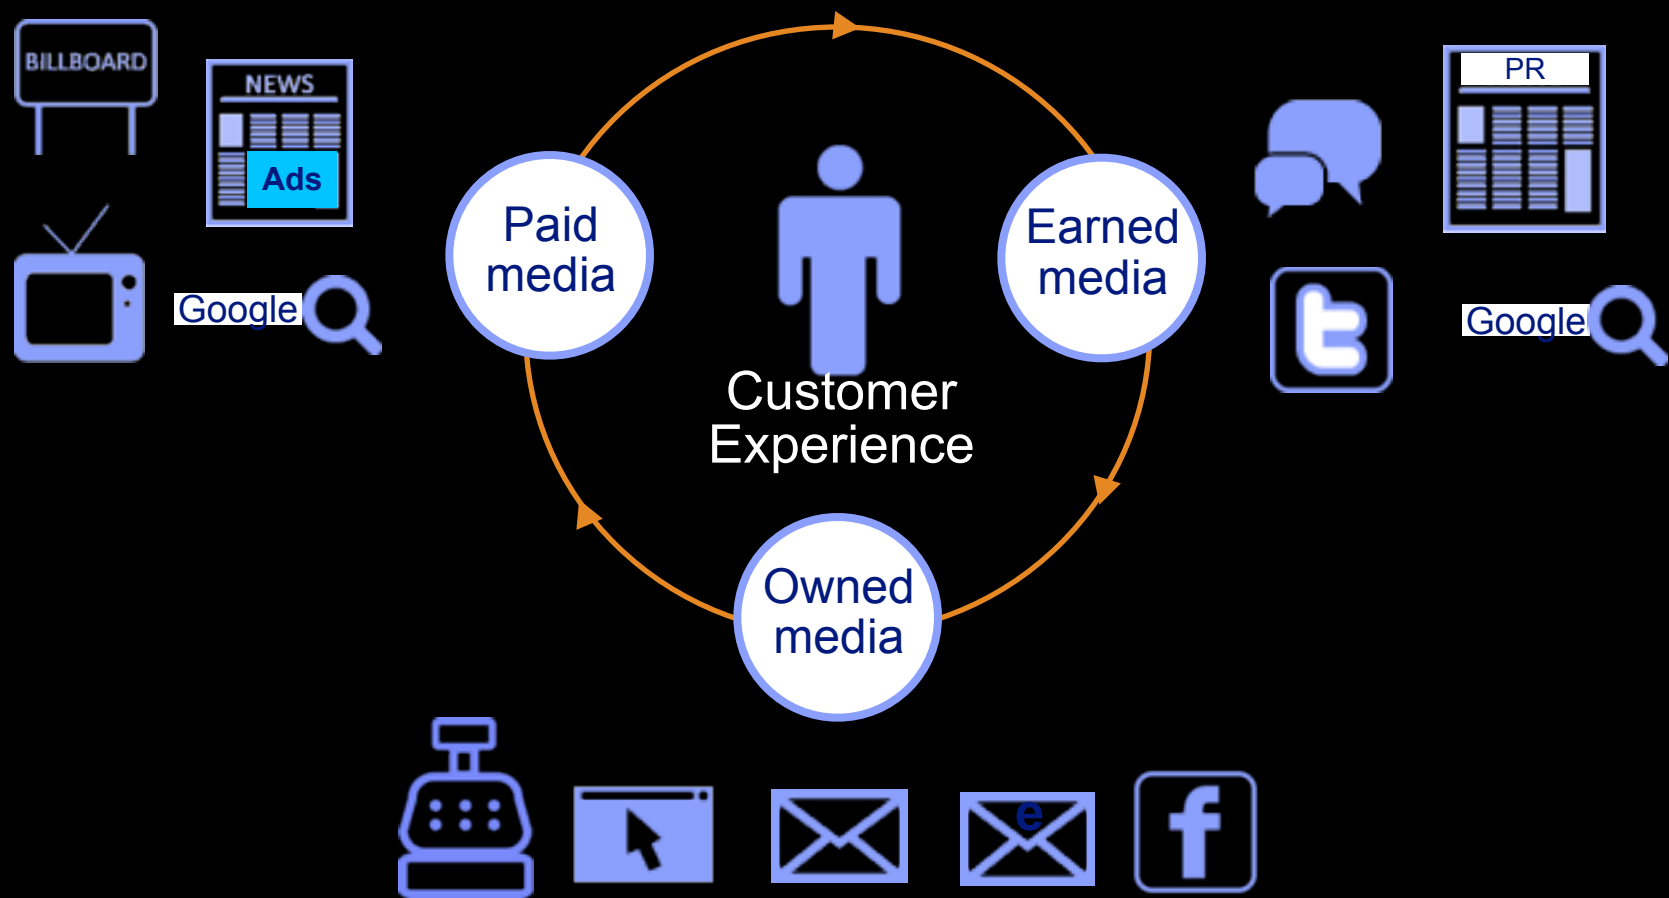 BILLBOARD
NEWS
Ads
Google
Paid
media
Earned
media
PR
Google
Customer
Experience
Owned
media
e
f